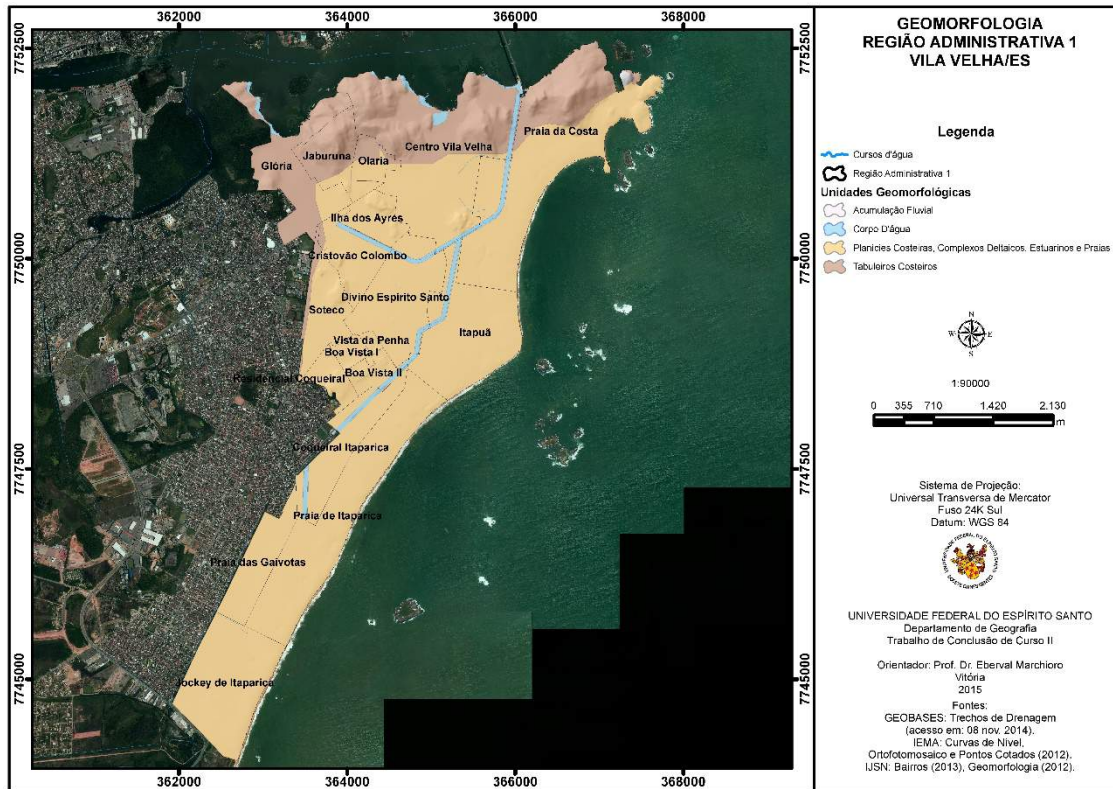 362000 364000 366000 368000
7752500 7752500
7750000 7750000
7747500 7747500
7745000 7745000
362000 364000 366000 368000
Praia da Costa
Centro Vila Velha
Jaburuna
Olaria
Glória
Ilha dos Ayres
Cristovão Colombo
Divino Espirito Santo
Soteco
Itapuã
Vista da Penha
Boa Vista I
Boa Vista II
Residencial Coqueiral
Coqueiral Itaparica
Praia de Itaparica
Praia das Gaivotas
Jockey de Itaparica
GEOMORFOLOGIA
REGIÃO ADMINISTRATIVA 1
VILA VELHA/ES
Legenda
Cursos d'água
Região Administrativa 1
Unidades Geomorfológicas
Acumulação Fluvial
Corpo D'água
Planícies Costeiras, Complexos Deltaicos, Estuarinos e Praias
Tabuleiros Costeiros
N
W E
S
1:90000
0 355 710 1.420 2.130
m
Sistema de Projeção:
Universal Transversa de Mercator
Fuso 24K Sul
Datum: WGS 84
UNIVERSIDADE FEDERAL DO ESPÍRITO SANTO
Departamento de Geografia
Trabalho de Conclusão de Curso II
Orientador: Prof. Dr. Eberval Marchioro
Vitória
2015
Fontes:
GEOBASES: Trechos de Drenagem
(acesso em: 08 nov. 2014).
IEMA: Curvas de Nível,
Ortofotomosaico e Pontos Cotados (2012).
IJSN: Bairros (2013), Geomorfologia (2012).